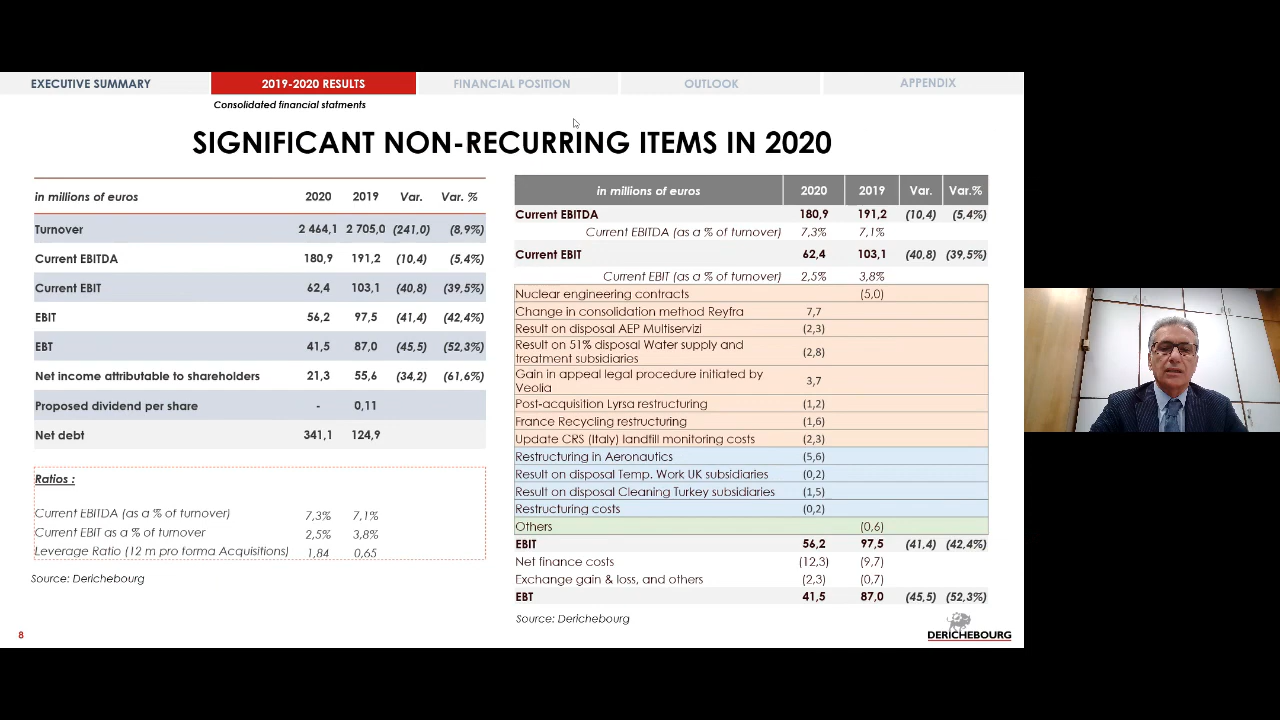 EXECUTIVE SUMMARY 2019-2020 RESULTS FINANCIAL POSITION OUTLOOK APPENDIX
Consolidated financial statments
SIGNIFICANT NON-RECURRING ITEMS IN 2020
in millions of euros 2020 2019 Var. Var. %
Turnover 2 464,1 2 705,0 (241,0) (8,9%)
Current EBITDA 180,9 191,2 (10,4) (5,4%)
Current EBIT 62,4 103,1 (40,8) (39,5%)
EBIT 56,2 97,5 (41,4) (42,4%)
EBT 41,5 87,0 (45,5) (52,3%)
Net income attributable to shareholders 21,3 55,6 (34,2) (61,6%)
Proposed dividend per share - 0,11
Net debt 341,1 124,9
Ratios :
Current EBITDA (as a % of turnover) 7,3% 7,1%
Current EBIT as a % of turnover 2,5% 3,8%
Leverage Ratio (12 m pro forma Acquisitions) 1,84 0,65
Source: Derichebourg
in millions of euros 2020 2019 Var. Var.%
Current EBITDA 180,9 191,2 (10,4) (5,4%)
Current EBITDA (as a % of turnover) 7,3% 7,1%
Current EBIT 62,4 103,1 (40,8) (39,5%)
Current EBIT (as a % of turnover) 2,5% 3,8%
Nuclear engineering contracts (5,0)
Change in consolidation method Reyfra 7,7
Result on disposal AEP Multiservizi (2,3)
Result on 51% disposal Water supply and
treatment subsidiaries (2,8)
Gain in appeal legal procedure initiated by
Veolia 3,7
Post-acquisition Lyrsa restructuring (1,2)
France Recycling restructuring (1,6)
Update CRS (Italy) landfill monitoring costs (2,3)
Restructuring in Aeronautics (5,6)
Result on disposal Temp. Work UK subsidiaries (0,2)
Result on disposal Cleaning Turkey subsidiaries (1,5)
Restructuring costs (0,2)
Others (0,6)
EBIT 56,2 97,5 (41,4) (42,4%)
Net finance costs (12,3) (9,7)
Exchange gain & loss, and others (2,3) (0,7)
EBT 41,5 87,0 (45,5) (52,3%)
Source: Derichebourg
8
DERICHEBOURG